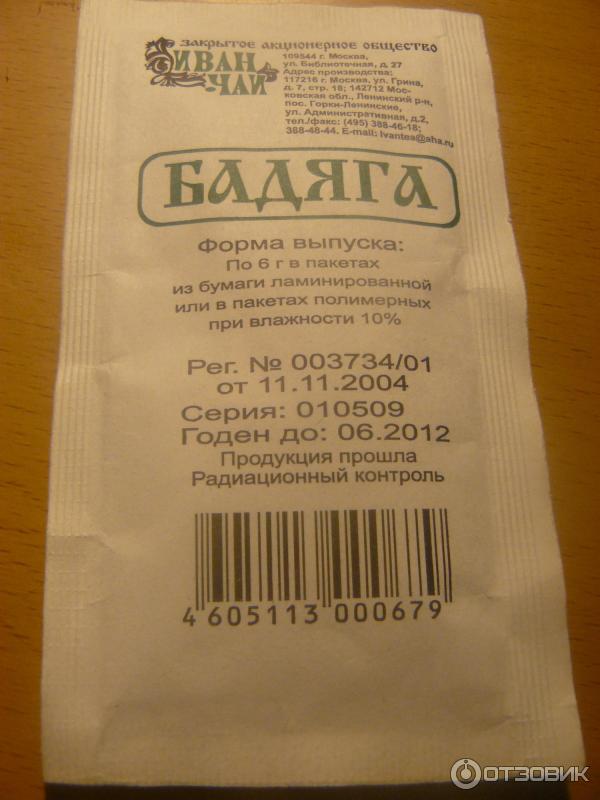 закрытое акционерное общество
ИВАН ЧАЙ
109544 г. Москва,
ул. Библиотечная, д. 27
Адрес производства:
117216 г. Москва, ул. Грина,
д. 7, стр. 18; 142712 Мос-
ковская обл., Ленинский р-н,
пос. Горки-Ленинские,
ул. Административная, д.2,
тел./факс: (495) 388-46-18;
388-48-44. E-mail: Ivantea@aha.ru
БАДЯГА
Форма выпуска:
По 6 г в пакетах
из бумаги ламинированной
или в пакетах полимерных
при влажности 10%
Рег. № 003734/01
от 11.11.2004
Серия: 010509
Годен до: 06.2012
Продукция прошла
Радиационный контроль
4 605113 000679
ОТЗОВИК